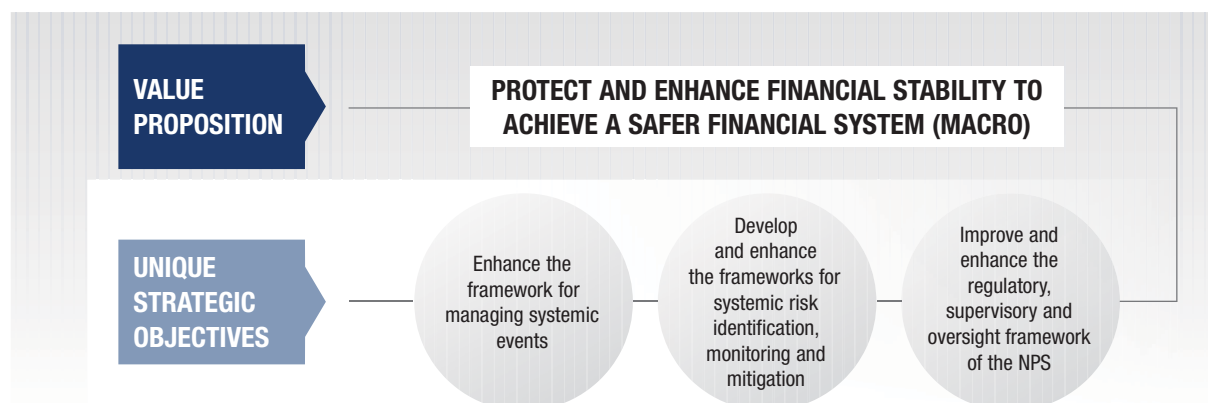 VALUE
PROPOSITION
PROTECT AND ENHANCE FINANCIAL STABILITY TO
ACHIEVE A SAFER FINANCIAL SYSTEM (MACRO)
UNIQUE
STRATEGIC
OBJECTIVES
Enhance the
framework for
managing systemic
events
Develop
and enhance
the frameworks for
systemic risk
identification,
monitoring and
mitigation
Improve and
enhance the
regulatory,
supervisory and
oversight framework
of the NPS